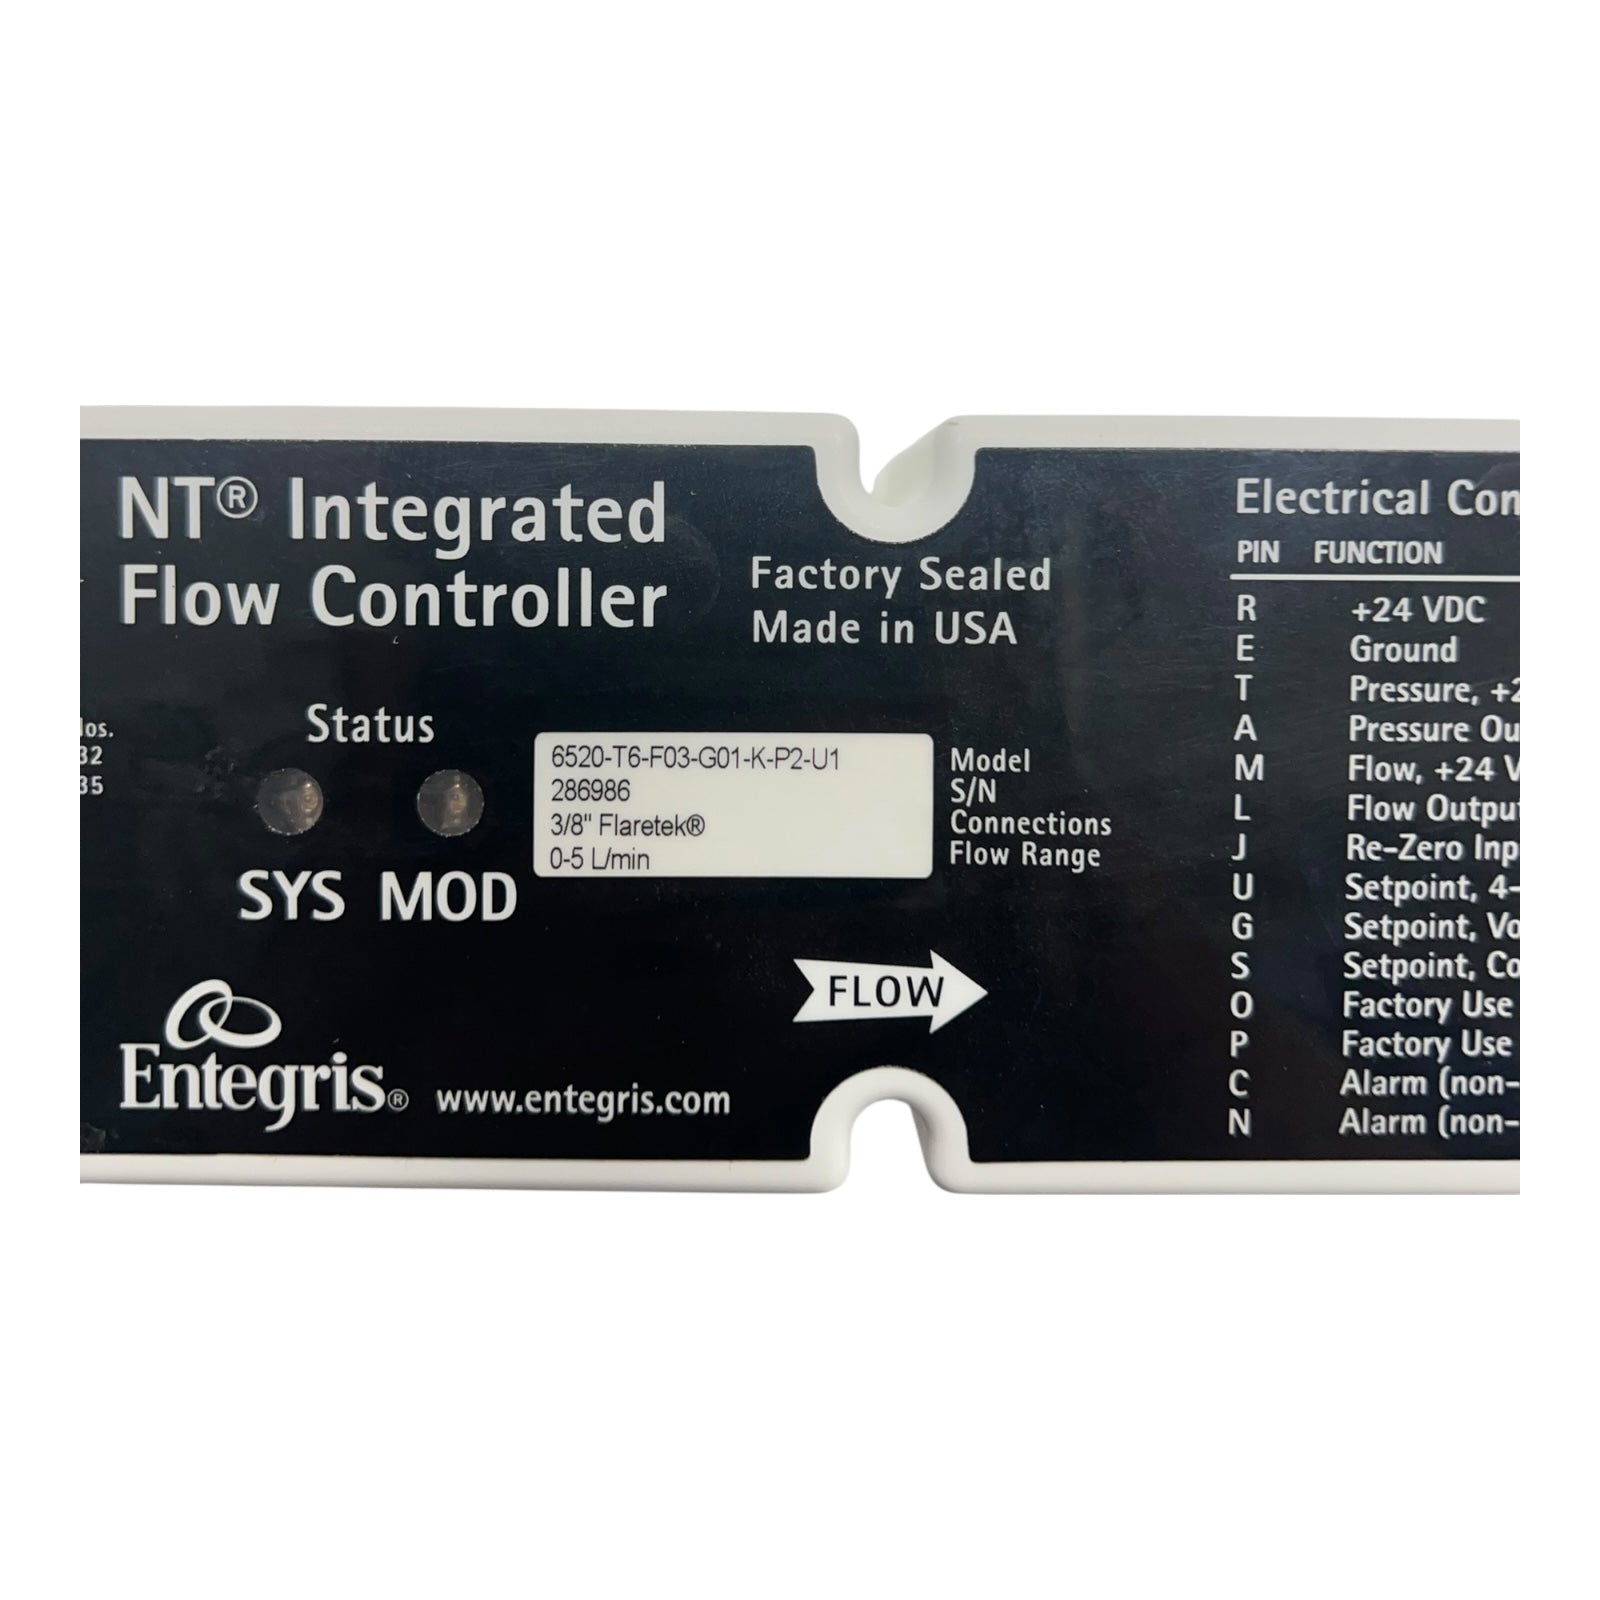 NT® Integrated
Flow Controller
Factory Sealed
Made in USA
Status
SYS MOD
32
35
6520-T6-F03-G01-K-P2-U1 Model
286986 S/N
3/8" Flaretek® Connections
0-5 L/min Flow Range
FLOW
Entegris® www.entegris.com
Electrical Con
PIN FUNCTION
R +24 VDC
E Ground
T Pressure, +2
A Pressure Ou
M Flow, +24 V
L Flow Output
J Re-Zero Inp
U Setpoint, 4-
G Setpoint, Vo
S Setpoint, Co
O Factory Use
P Factory Use
C Alarm (non-
N Alarm (non-